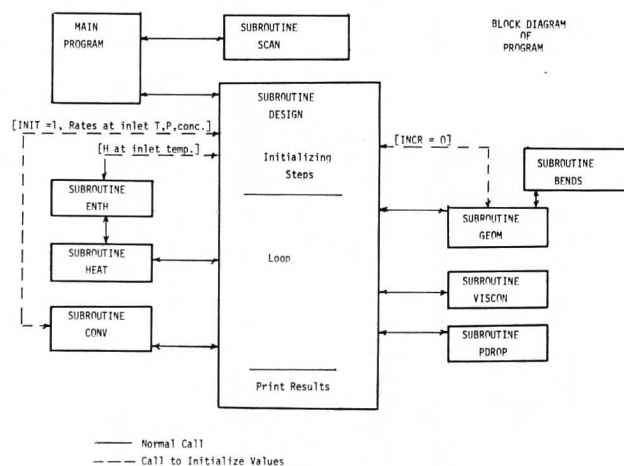 MAIN
PROGRAM
SUBROUTINE
SCAN
BLOCK DIAGRAM
OF
PROGRAM
SUBROUTINE
DESIGN
[INIT =1, Rates at inlet T,P,conc.]
[H at inlet temp.]
Initializing
Steps
[INCR = 0]
SUBROUTINE
BENDS
SUBROUTINE
ENTH
SUBROUTINE
GEOM
SUBROUTINE
HEAT
Loop
SUBROUTINE
VISCON
SUBROUTINE
CONV
SUBROUTINE
PDROP
Print Results
Normal Call
Call to Initialize Values